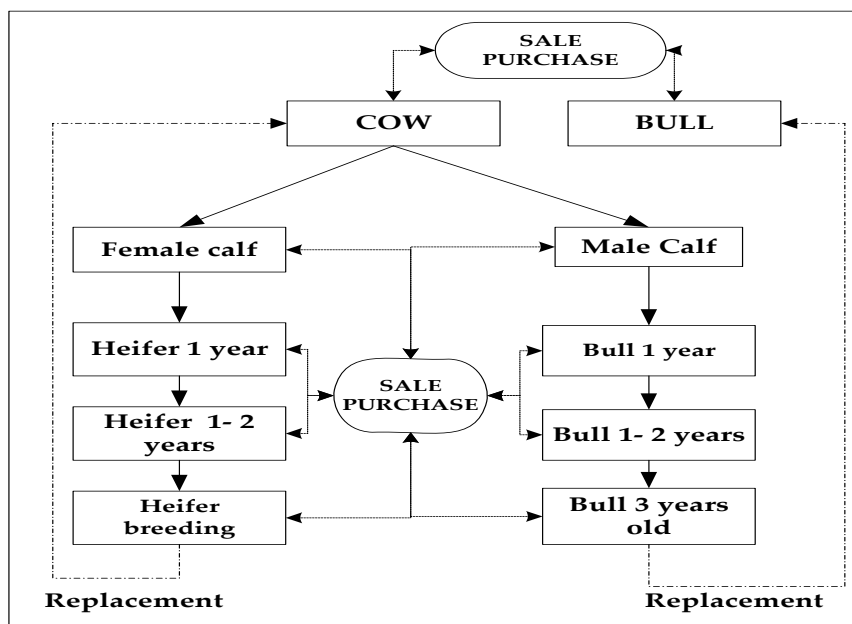 SALE
PURCHASE
COW
BULL
Female calf
Male Calf
Heifer 1 year
Bull 1 year
SALE
PURCHASE
Heifer 1- 2
years
Bull 1- 2 years
Heifer
breeding
Bull 3 years
old
Replacement
Replacement